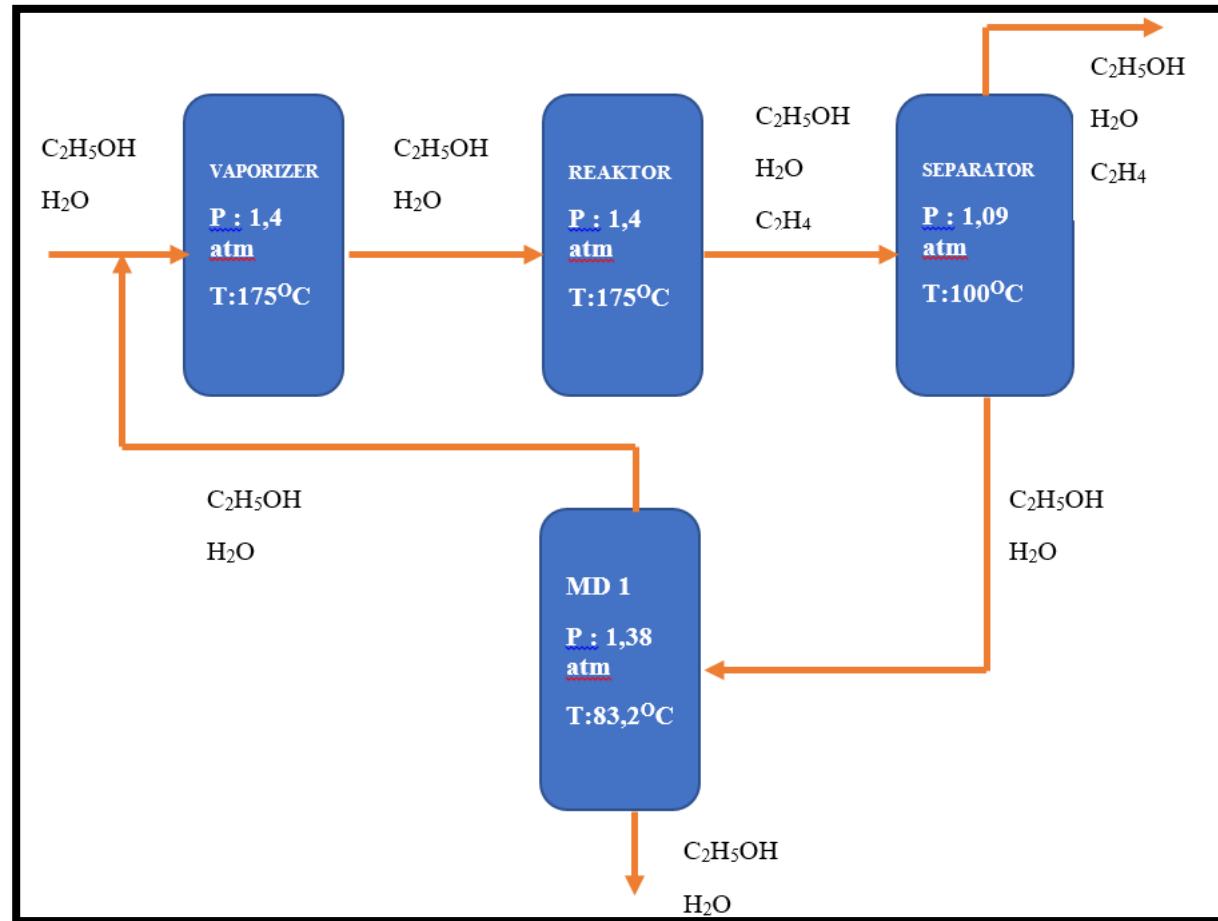 C₂H₅OH
H₂O
VAPORIZER
P : 1,4
atm
T:175ᴼC
C₂H₅OH
H₂O
REAKTOR
P : 1,4
atm
T:175ᴼC
C₂H₅OH
H₂O
C₂H₄
SEPARATOR
P : 1,09
atm
T:100ᴼC
C₂H₅OH
H₂O
C₂H₄
C₂H₅OH
H₂O
MD 1
P : 1,38
atm
T:83,2ᴼC
C₂H₅OH
H₂O
C₂H₅OH
H₂O